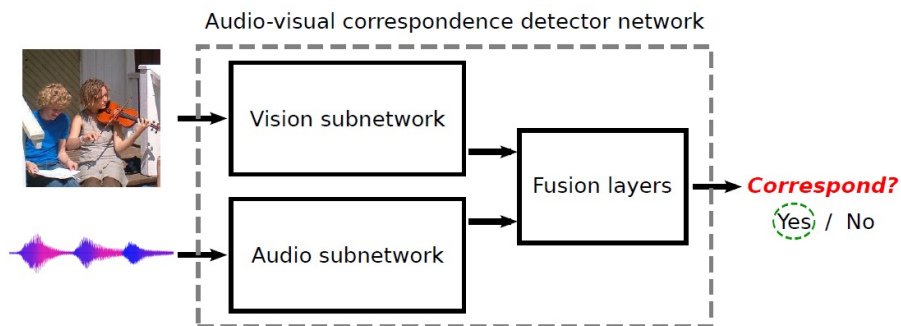 Audio-visual correspondence detector network
Vision subnetwork
Audio subnetwork
Fusion layers
Correspond?
Yes / No